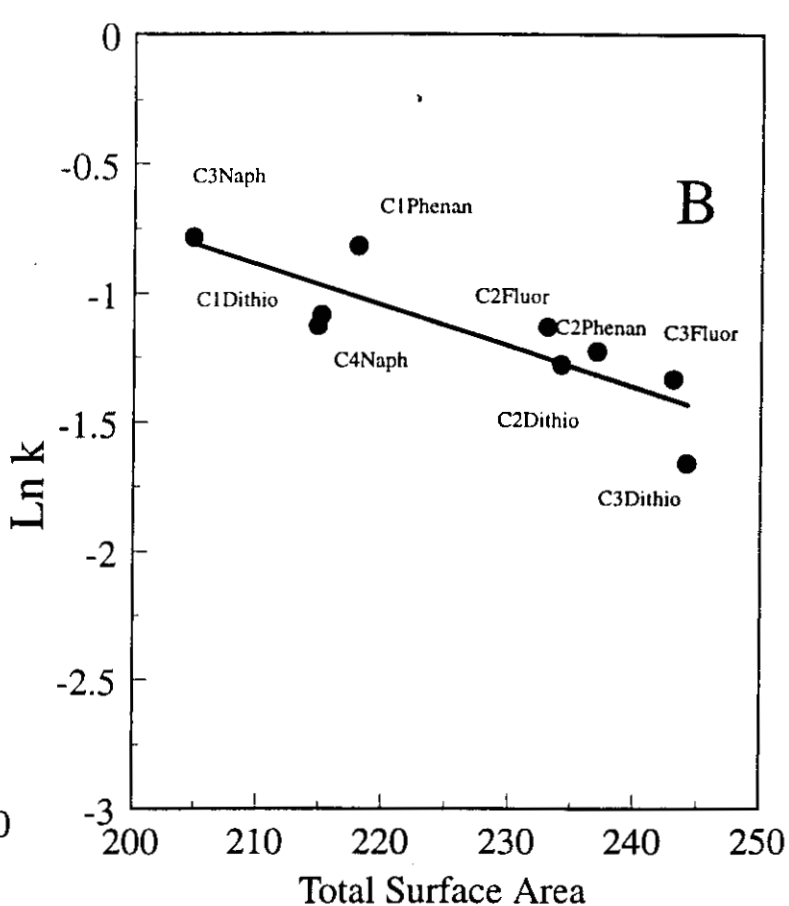 0
-0.5
C3Naph
C1Phenan
B
-1
C1Dithio
C2Fluor
C2Phenan
C3Fluor
C4Naph
-1.5
C2Dithio
Ln k
C3Dithio
-2
-2.5
-3
0
200 210 220 230 240 250
Total Surface Area